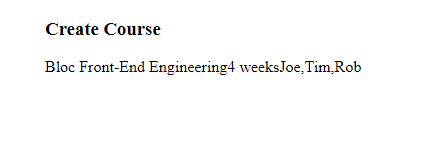 Create Course
Bloc Front-End Engineering4 weeksJoe,Tim,Rob